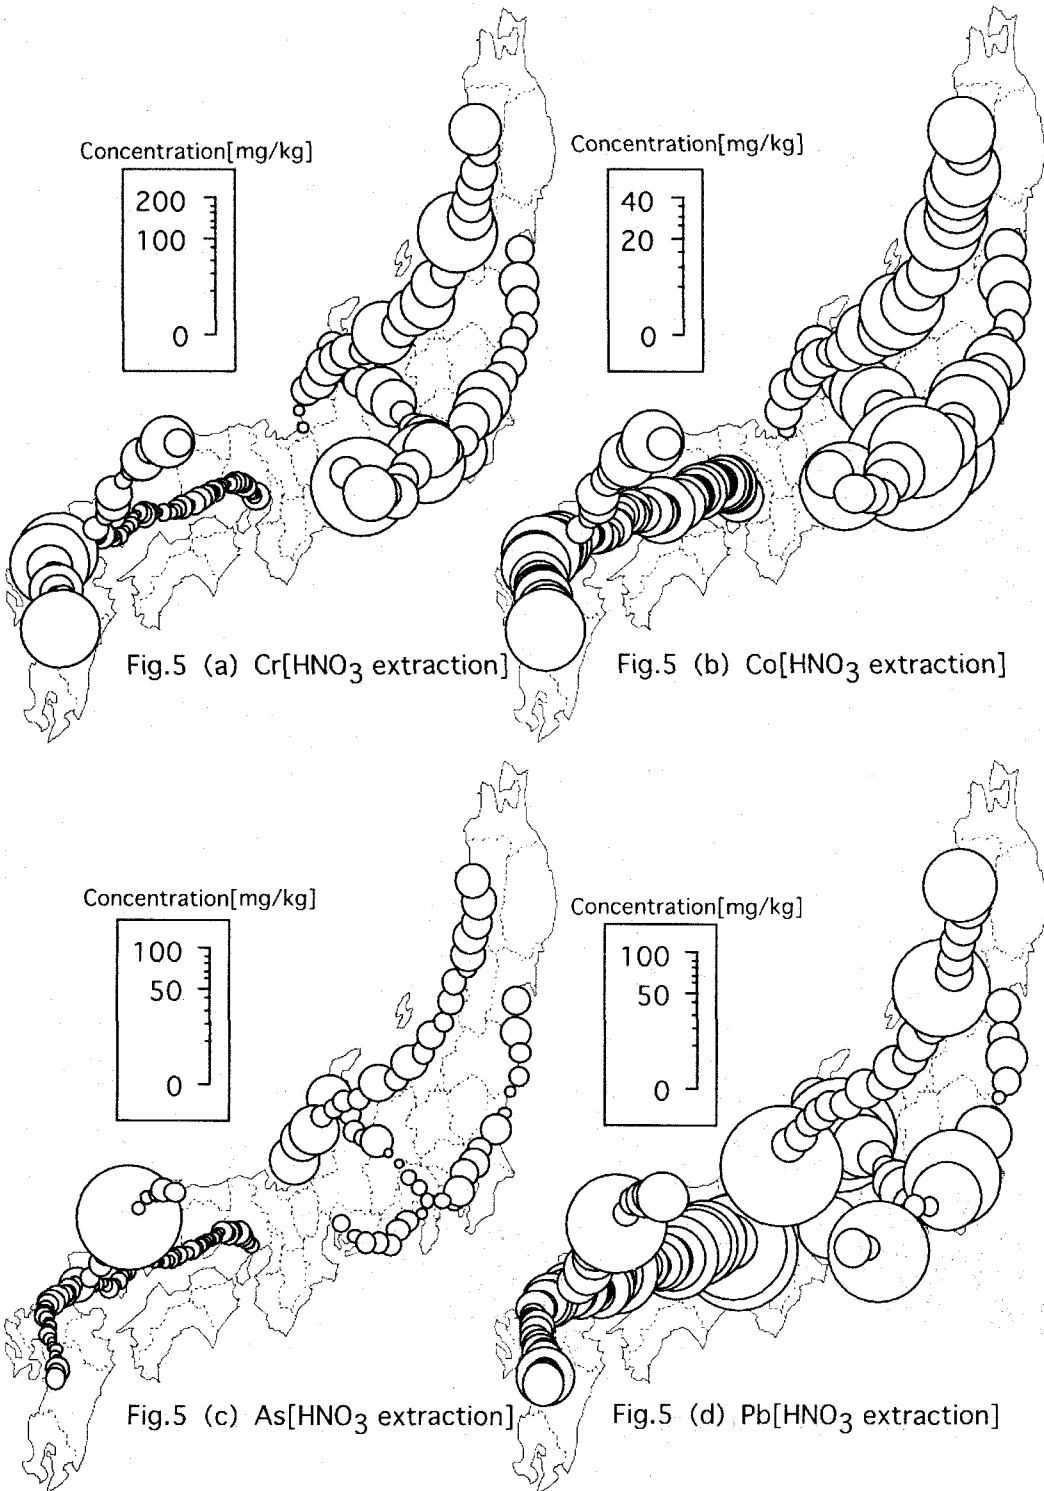 Concentration[mg/kg]
200
100
0
Fig.5 (a) Cr[HNO3 extraction]
Concentration[mg/kg]
40
20
0
Fig.5 (b) Co[HNO3 extraction]
Concentration[mg/kg]
100
50
0
Fig.5 (c) As[HNO3 extraction]
Concentration[mg/kg]
100
50
0
Fig.5 (d) Pb[HNO3 extraction]